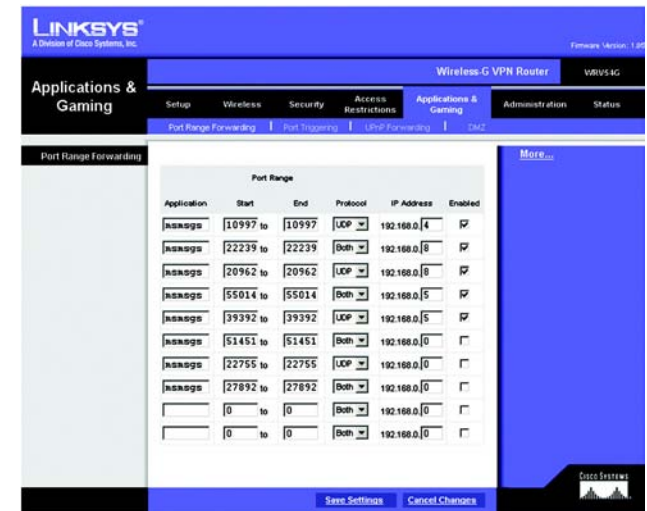 LINKSYS®
A Division of Cisco Systems, Inc.
Firmware Version: 1.05
Wireless-G VPN Router WRV54G
Applications & Gaming
Setup Wireless Security Access Restrictions Applications & Gaming Administration Status
Port Range Forwarding | Port Triggering | UPnP Forwarding | DMZ
Port Range Forwarding
More...
Port Range
Application Start End Protocol IP Address Enabled
msmsgs 10997 to 10997 UDP 192.168.0.4
msmsgs 22239 to 22239 Both 192.168.0.8
msmsgs 20962 to 20962 UDP 192.168.0.8
msmsgs 55014 to 55014 Both 192.168.0.5
msmsgs 39392 to 39392 UDP 192.168.0.5
msmsgs 51451 to 51451 Both 192.168.0.0
msmsgs 22755 to 22755 UDP 192.168.0.0
msmsgs 27892 to 27892 Both 192.168.0.0
0 to 0 Both 192.168.0.0
0 to 0 Both 192.168.0.0
Save Settings Cancel Changes
CISCO SYSTEMS